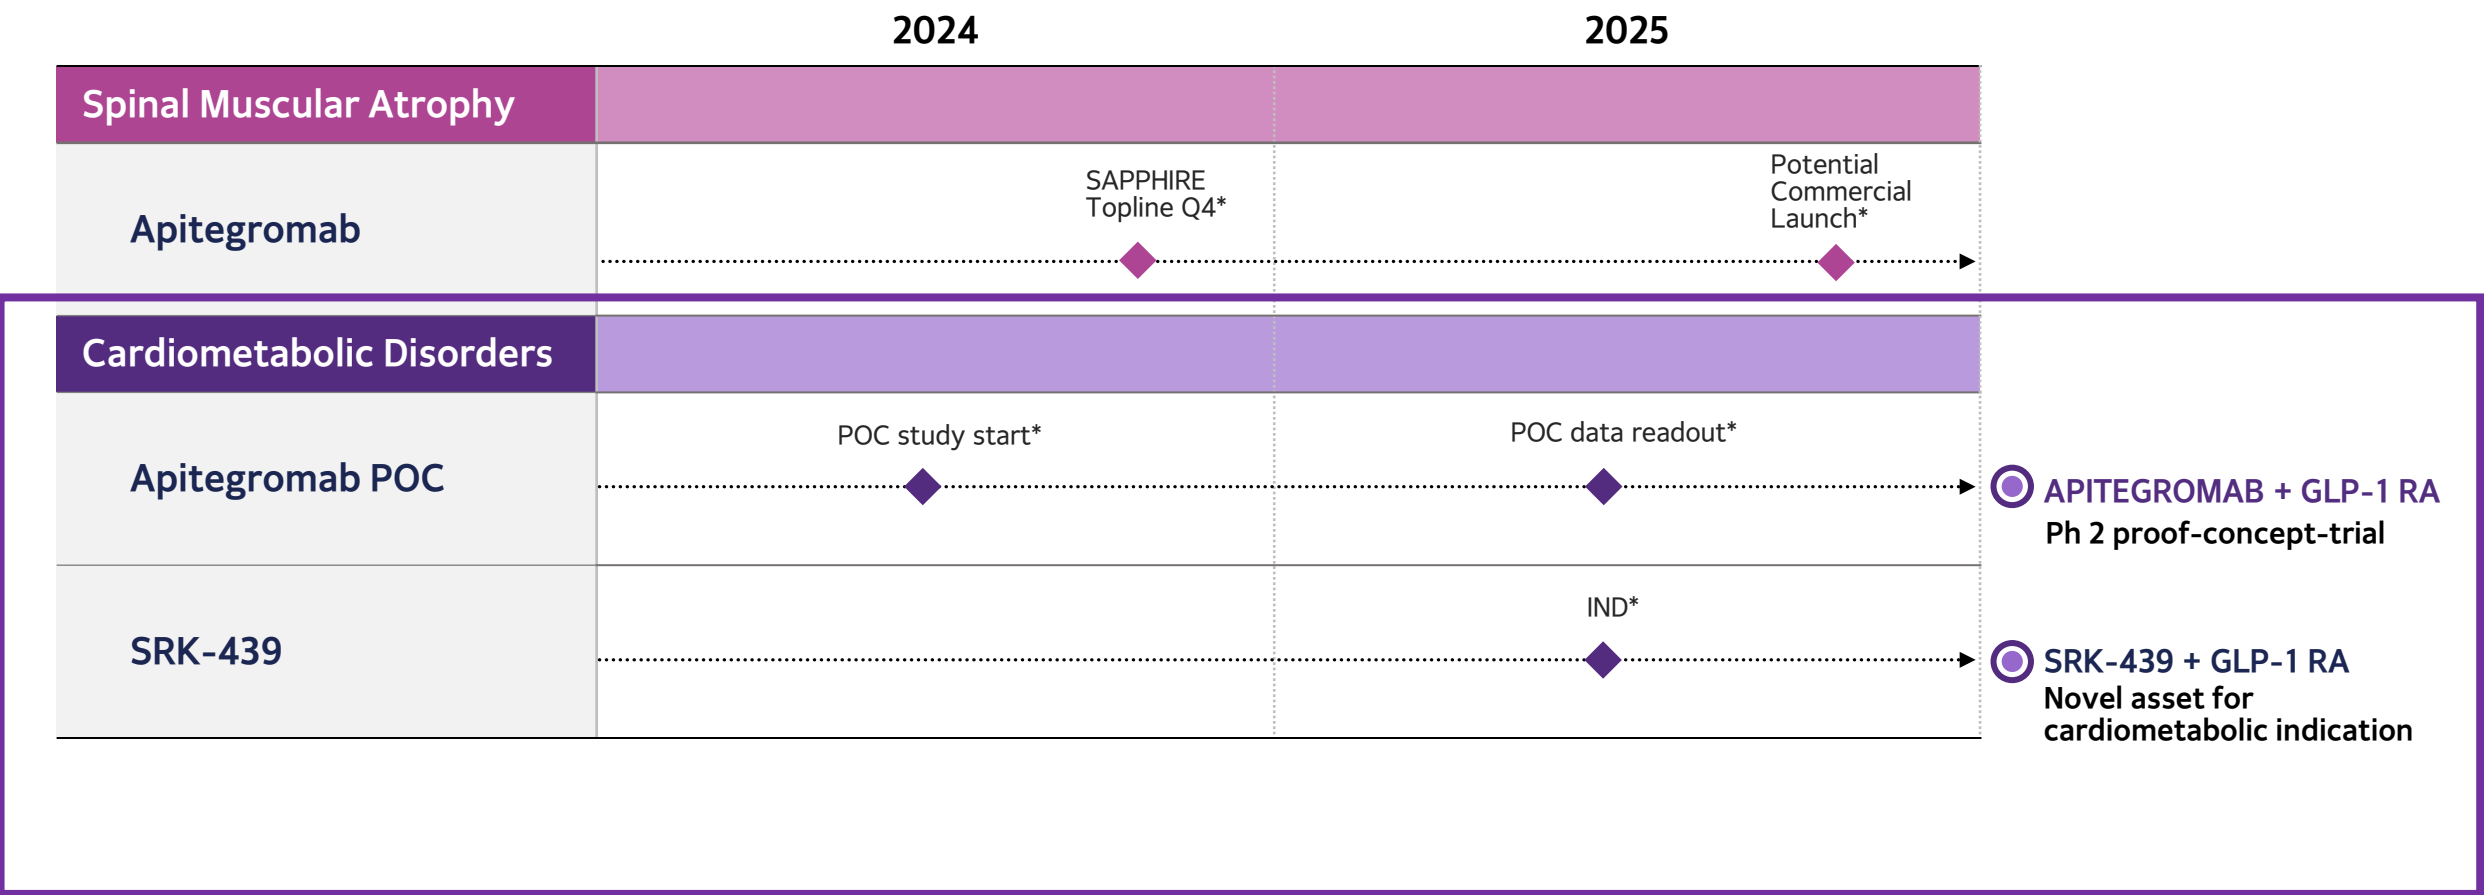 2024
2025
Spinal Muscular Atrophy
Apitegromab
SAPPHIRE
Topline Q4*
Potential
Commercial
Launch*
Cardiometabolic Disorders
Apitegromab POC
POC study start*
POC data readout*
APITEGROMAB + GLP-1 RA
Ph 2 proof-concept-trial
SRK-439
IND*
SRK-439 + GLP-1 RA
Novel asset for
cardiometabolic indication